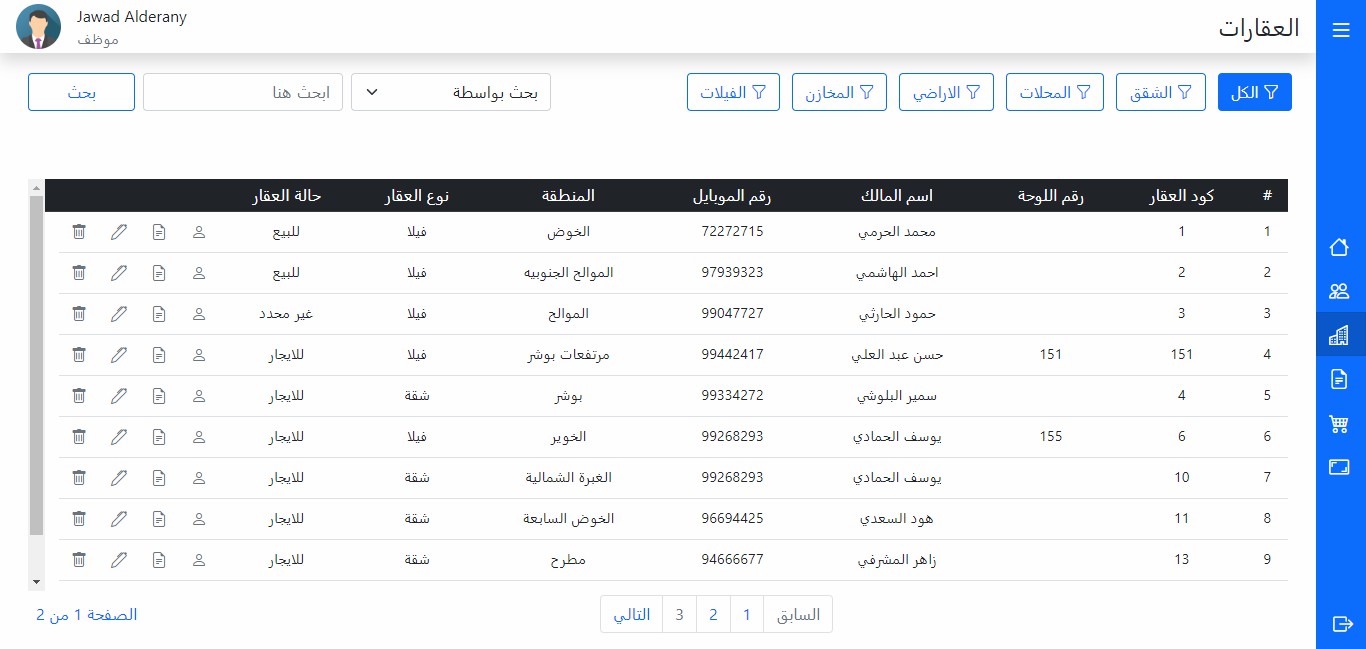 العقارات
Jawad Alderany
موظف
الكل الشقق المحلات الاراضي المخازن الفيلات بحث بواسطة ابحث هنا بحث
# كود العقار رقم اللوحة اسم المالك رقم الموبايل المنطقة نوع العقار حالة العقار
1 1 محمد الحرمي 72272715 الخوض فيلا للبيع
2 2 احمد الهاشمي 97939323 الموالح الجنوبيه فيلا للبيع
3 3 حمود الحارثي 99047727 الموالح فيلا غير محدد
4 151 151 حسن عبد العلي 99442417 مرتفعات بوشر فيلا للايجار
5 4 سمير البلوشي 99334272 بوشر شقة للايجار
6 6 155 يوسف الحمادي 99268293 الخوير فيلا للايجار
7 10 يوسف الحمادي 99268293 الغبرة الشمالية شقة للايجار
8 11 هود السعدي 96694425 الخوض السابعة شقة للايجار
9 13 زاهر المشرفي 94666677 مطرح شقة للايجار
السابق 1 2 3 التالي
الصفحة 1 من 2